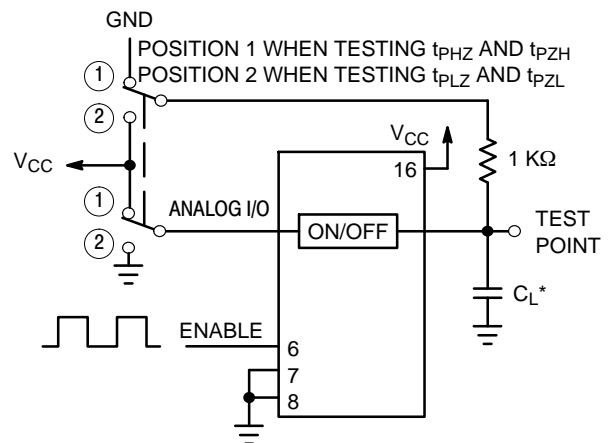 GND
POSITION 1 WHEN TESTING tPHZ AND tPZH
POSITION 2 WHEN TESTING tPLZ AND tPZL
1
2
VCC
VCC
16
1 KΩ
1
2
ANALOG I/O
ON/OFF
TEST
POINT
CL*
ENABLE
6
7
8